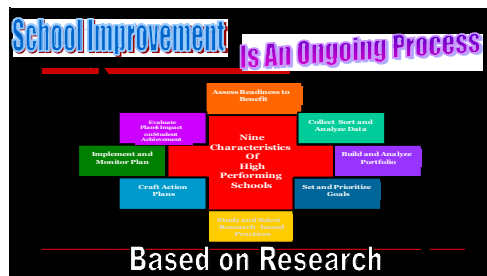 School Improvement
Is An Ongoing Process
Assess Readiness to
Benefit
Evaluate
Plan & Impact
on Student
Achievement
Collect Sort and
Analyze Data
Nine
Characteristics
Of
High
Performing
Schools
Implement and
Monitor Plan
Build and Analyze
Portfolio
Craft Action
Plans
Set and Prioritize
Goals
Study and Select
Research -based
Practices
Based on Research